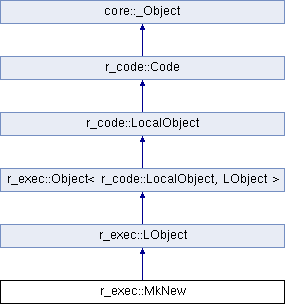 core::_Object
r_code::Code
r_code::LocalObject
r_exec::Object< r_code::LocalObject, LObject >
r_exec::LObject
r_exec::MkNew